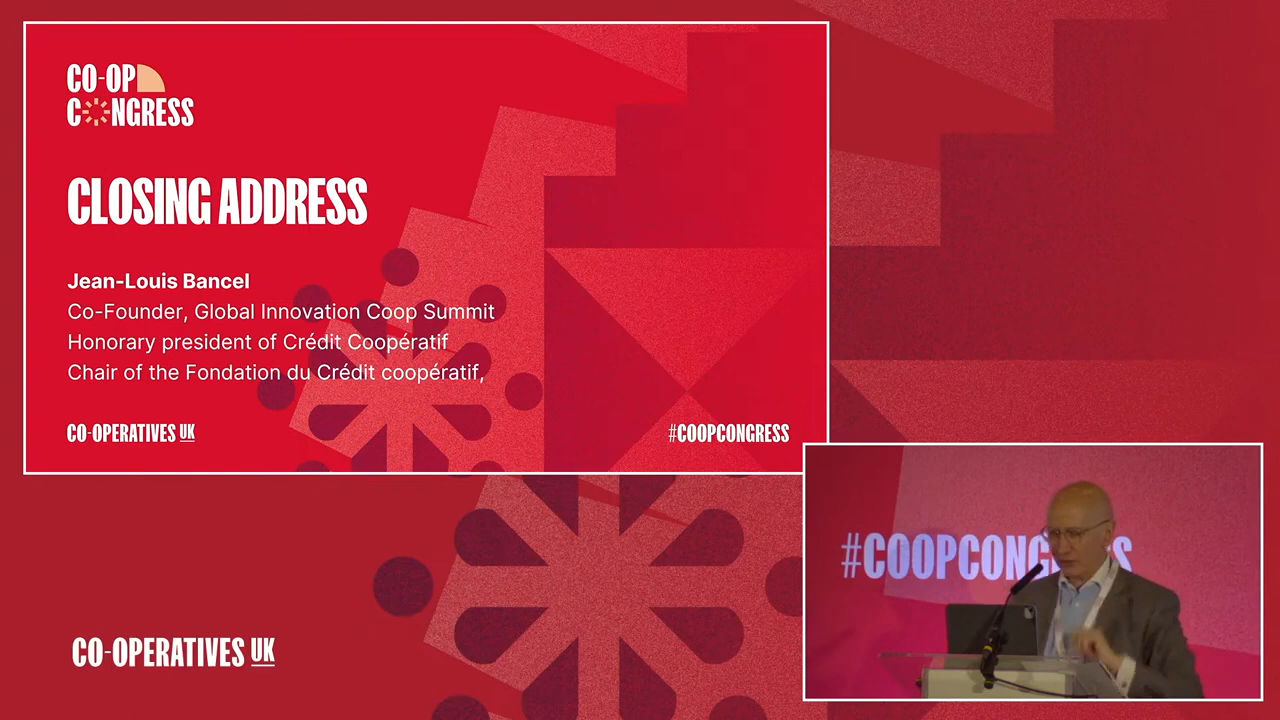 CO-OP
CONGRESS
CLOSING ADDRESS
Jean-Louis Bancel
Co-Founder, Global Innovation Coop Summit
Honorary president of Crédit Coopératif
Chair of the Fondation du Crédit coopératif,
CO-OPERATIVES UK
#COOPCONGRESS
#COOPCONG S
CO-OPERATIVES UK